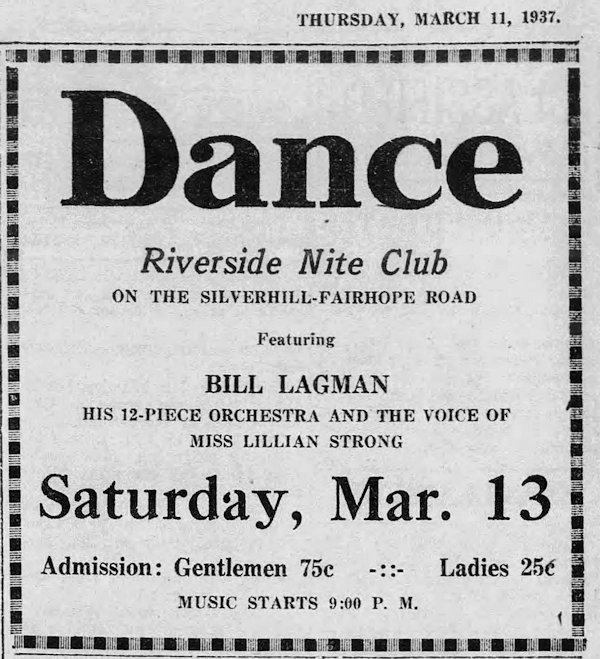 THURSDAY, MARCH 11, 1937.
Dance
Riverside Nite Club
ON THE SILVERHILL-FAIRHOPE ROAD
Featuring
BILL LAGMAN
HIS 12-PIECE ORCHESTRA AND THE VOICE OF
MISS LILLIAN STRONG
Saturday, Mar. 13
Admission: Gentlemen 75c -::- Ladies 25c
MUSIC STARTS 9:00 P. M.